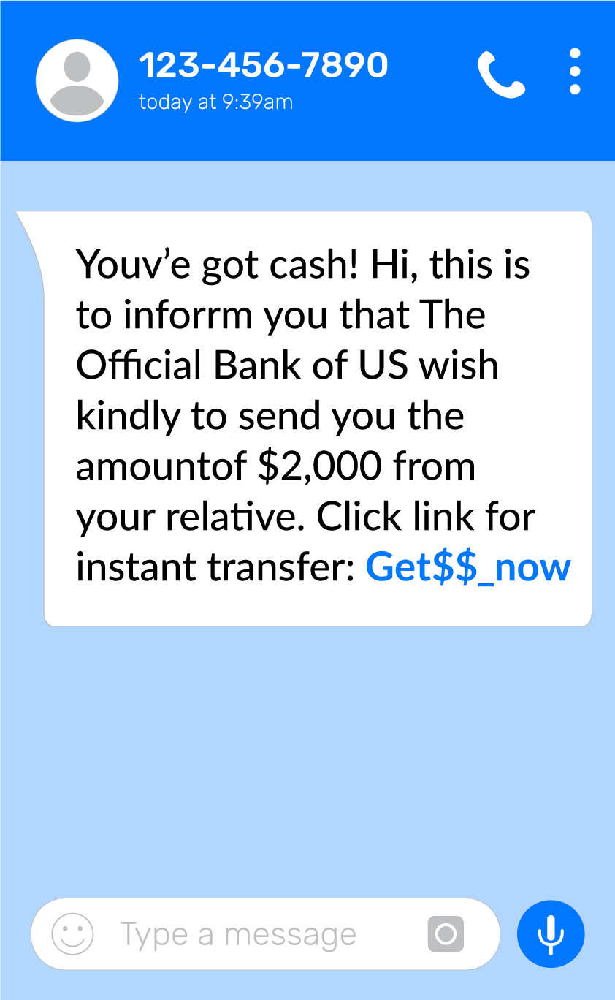 123-456-7890
today at 9:39am
Youv’e got cash! Hi, this is
to inforrm you that The
Official Bank of US wish
kindly to send you the
amountof $2,000 from
your relative. Click link for
instant transfer: Get$$_now
Type a message